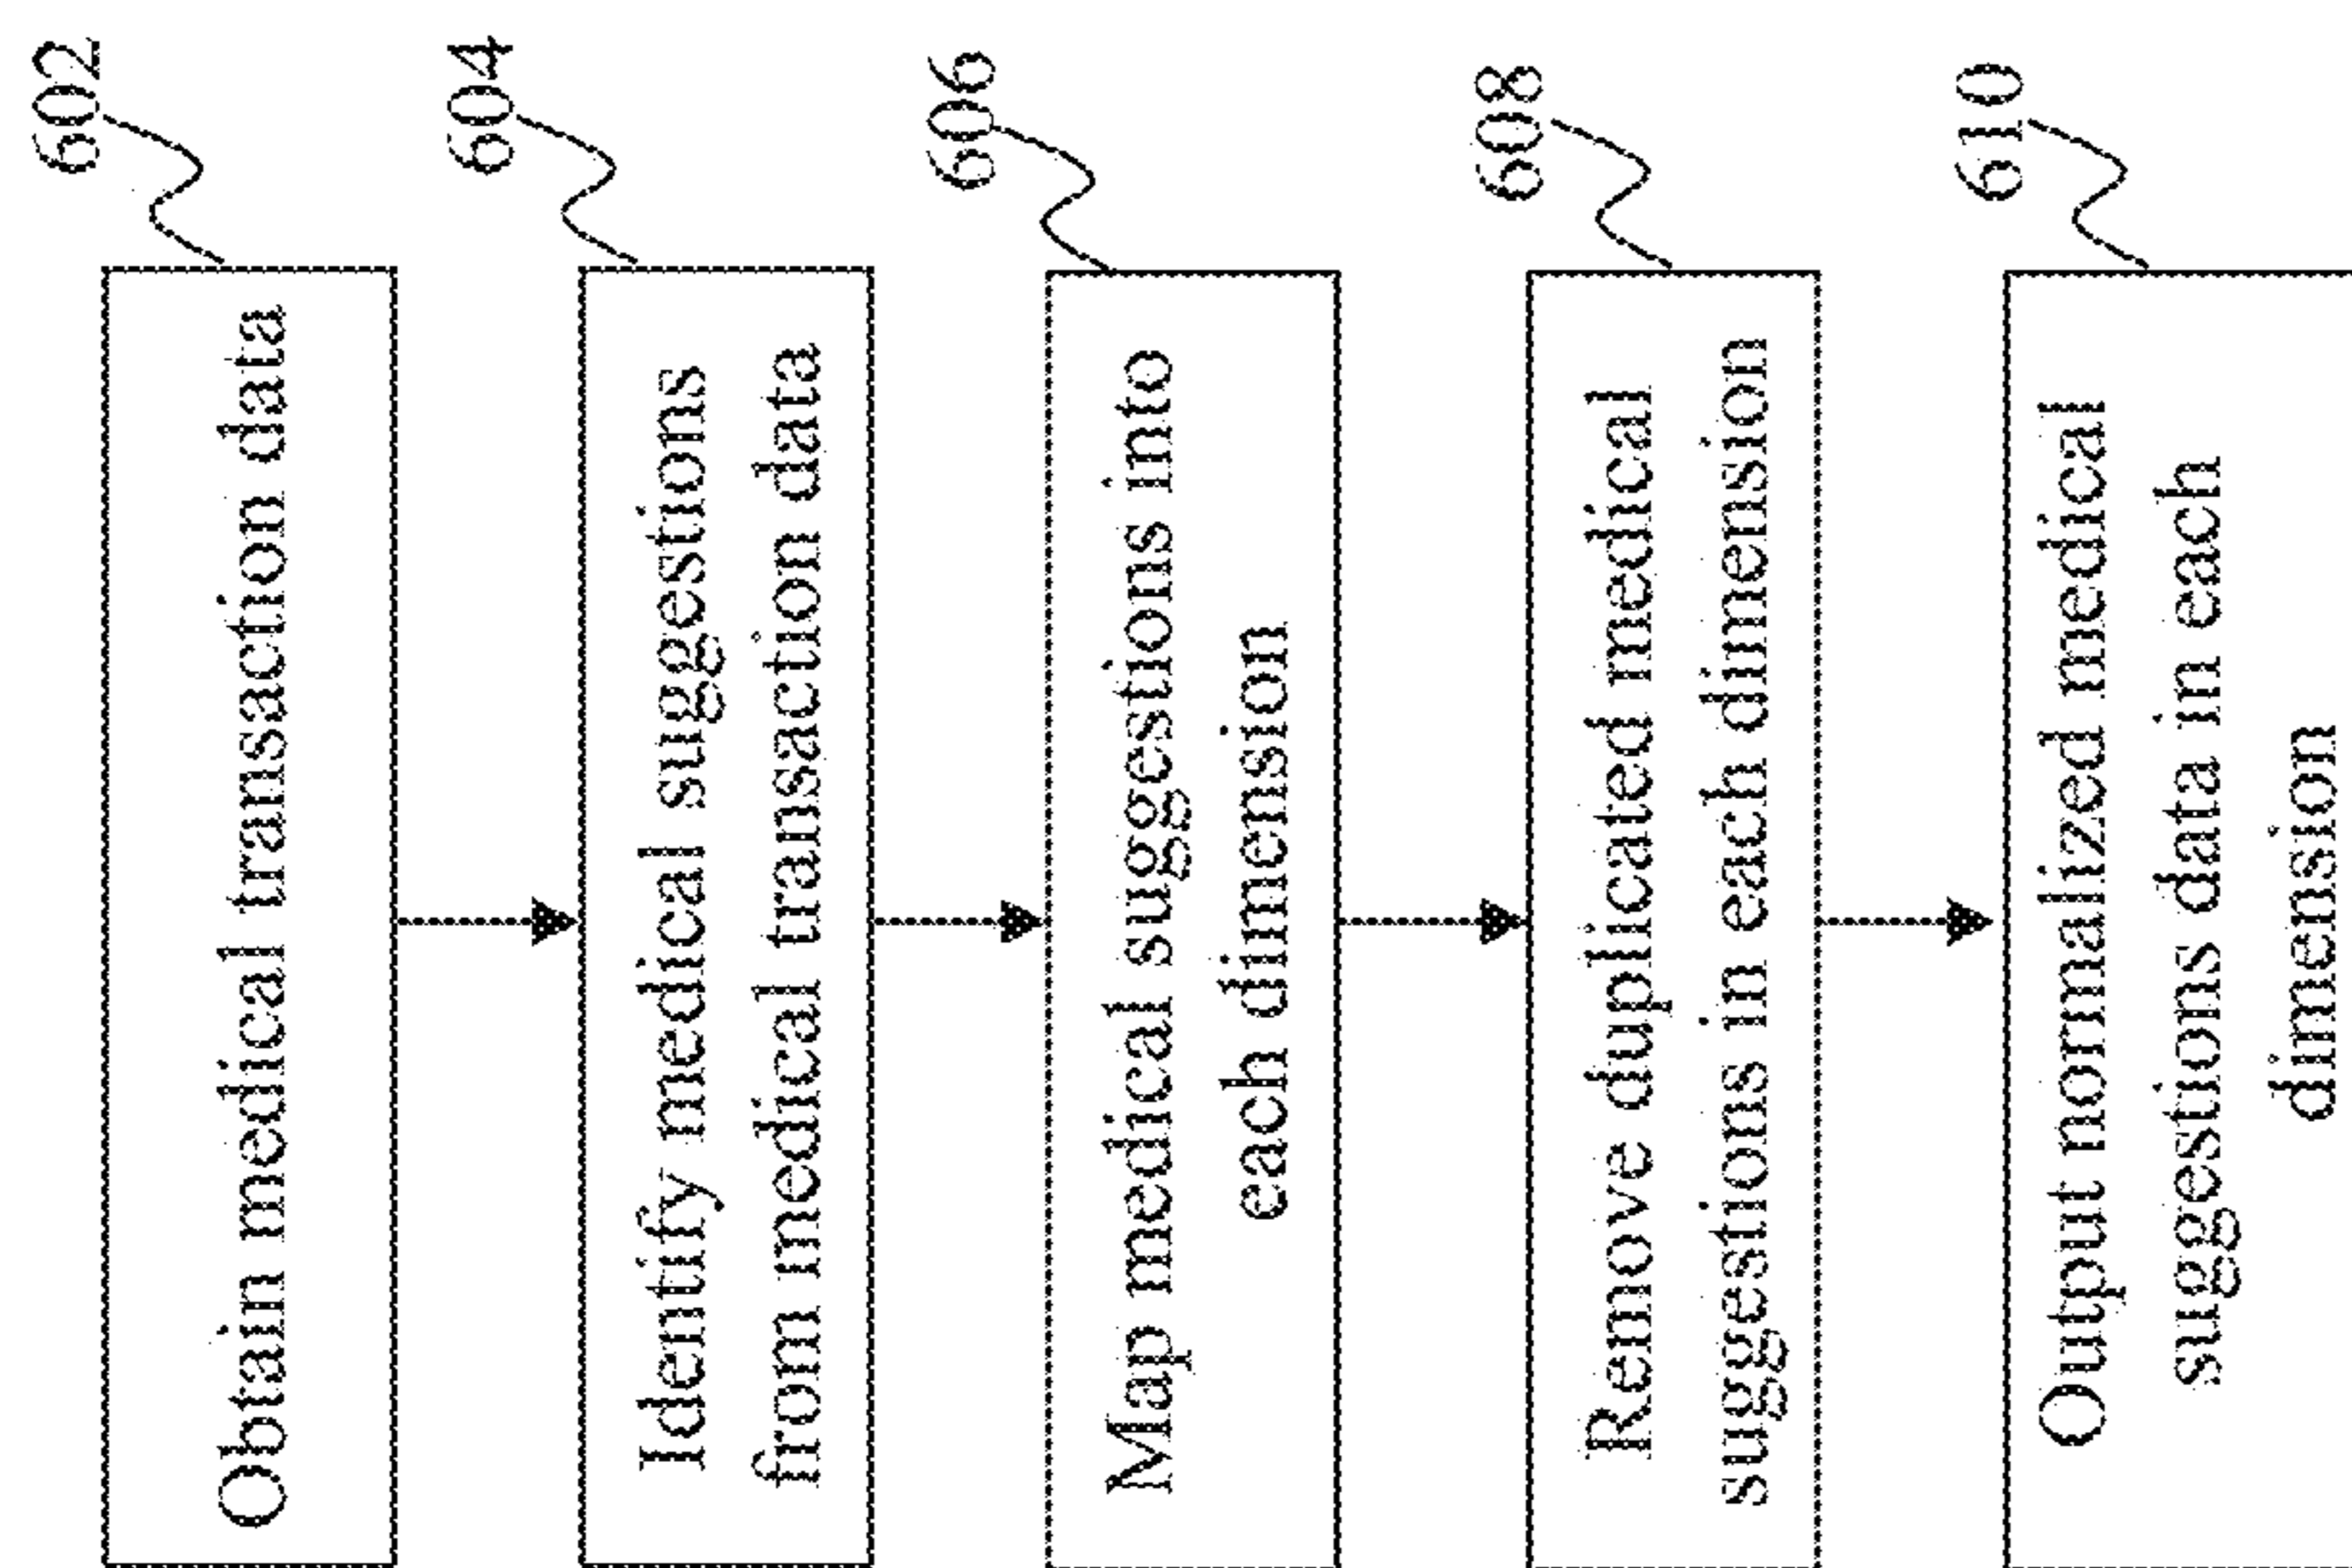 602
Obtain medical transaction data
604
Identify medical suggestions
from medical transaction data
606
Map medical suggestions into
each dimension
608
Remove duplicated medical
suggestions in each dimension
610
Output normalized medical
suggestions data in each
dimension